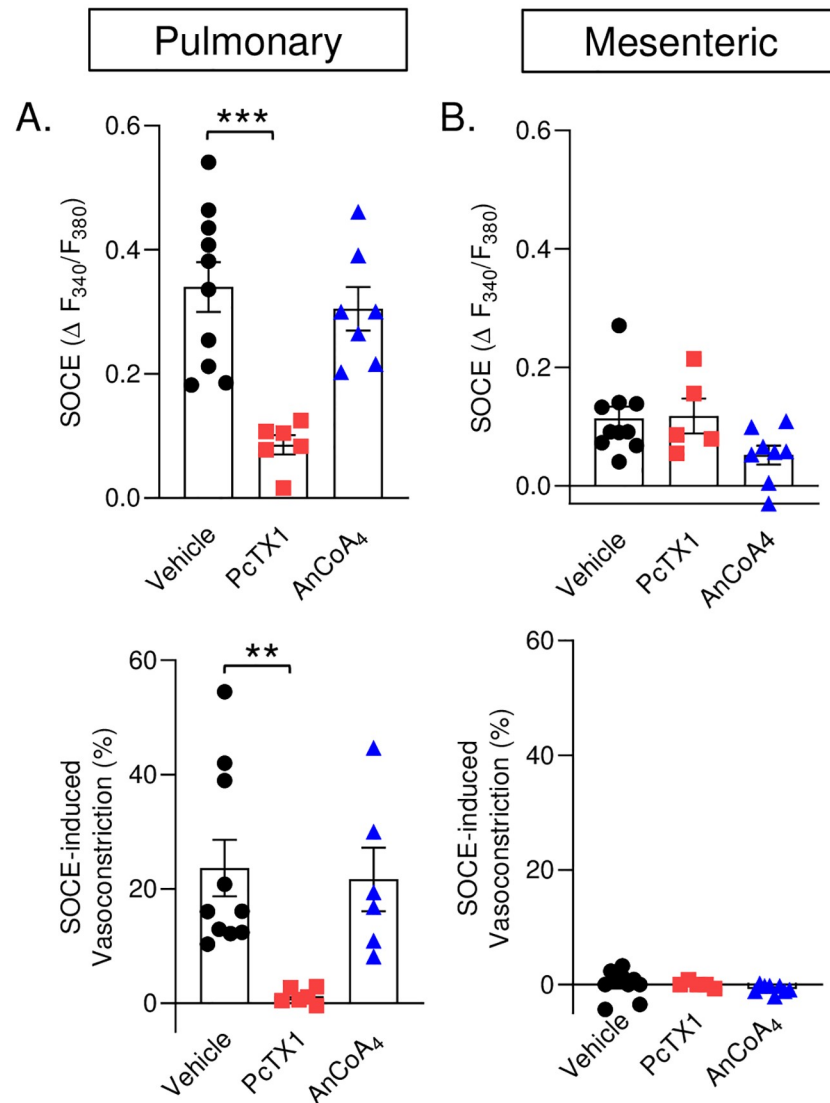 Pulmonary
Mesenteric
A.
B.
***
0.6
0.4
0.2
0.0
SOCE (Δ F340/F380)
Vehicle
PcTX1
AnCoA4
0.6
0.4
0.2
0.0
SOCE (Δ F340/F380)
Vehicle
PcTX1
AnCoA4
**
60
40
20
0
SOCE-induced
Vasoconstriction (%)
Vehicle
PcTX1
AnCoA4
60
40
20
0
SOCE-induced
Vasoconstriction (%)
Vehicle
PcTX1
AnCoA4